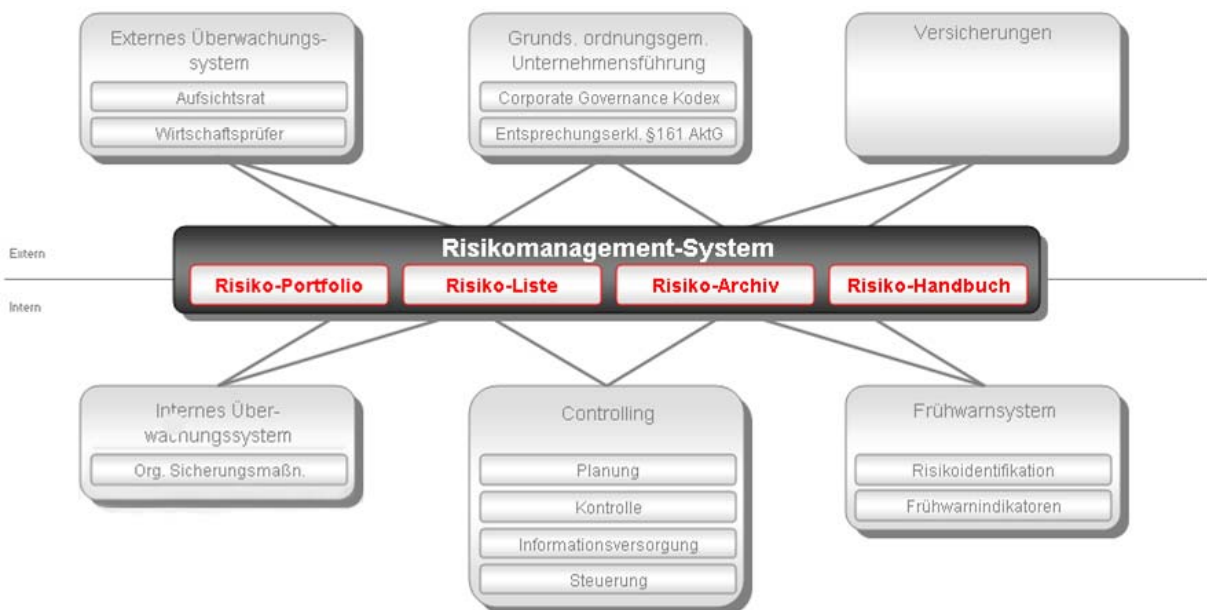 Externes Überwachungs-
system
Aufsichtsrat
Wirtschaftsprüfer
Grunds. ordnungsgem.
Unternehmensführung
Corporate Governance Kodex
Entsprechungserkl. §161 AktG
Versicherungen
Extern
Intern
Risikomanagement-System
Risiko-Portfolio
Risiko-Liste
Risiko-Archiv
Risiko-Handbuch
Internes Über-
wachungssystem
Org. Sicherungsmaßn.
Controlling
Planung
Kontrolle
Informationsversorgung
Steuerung
Frühwarnsystem
Risikoidentifikation
Frühwarnindikatoren